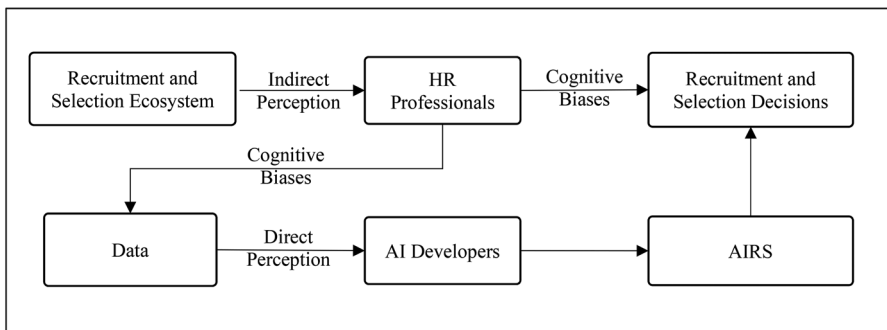 Recruitment and
Selection Ecosystem
Indirect
Perception
HR
Professionals
Cognitive
Biases
Recruitment and
Selection Decisions
Cognitive
Biases
Data
Direct
Perception
AI Developers
AIRS